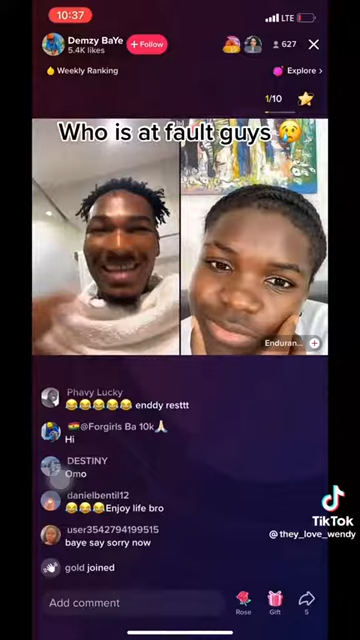 10:37
LTE
Demzy BaYe
5.4K likes
+ Follow
627
Weekly Ranking
Explore >
1/10
Who is at fault guys 😢
Enduran...
Phavy Lucky
😂😂😂😂😂 enddy resttt
🇬🇭@Forgirls Ba 10k🙏
Hi
DESTINY
Omo
danielbentil12
😂😂😂Enjoy life bro
user3542794199515
baye say sorry now
gold joined
TikTok
@they_love_wendy
Add comment
Rose
Gift
5